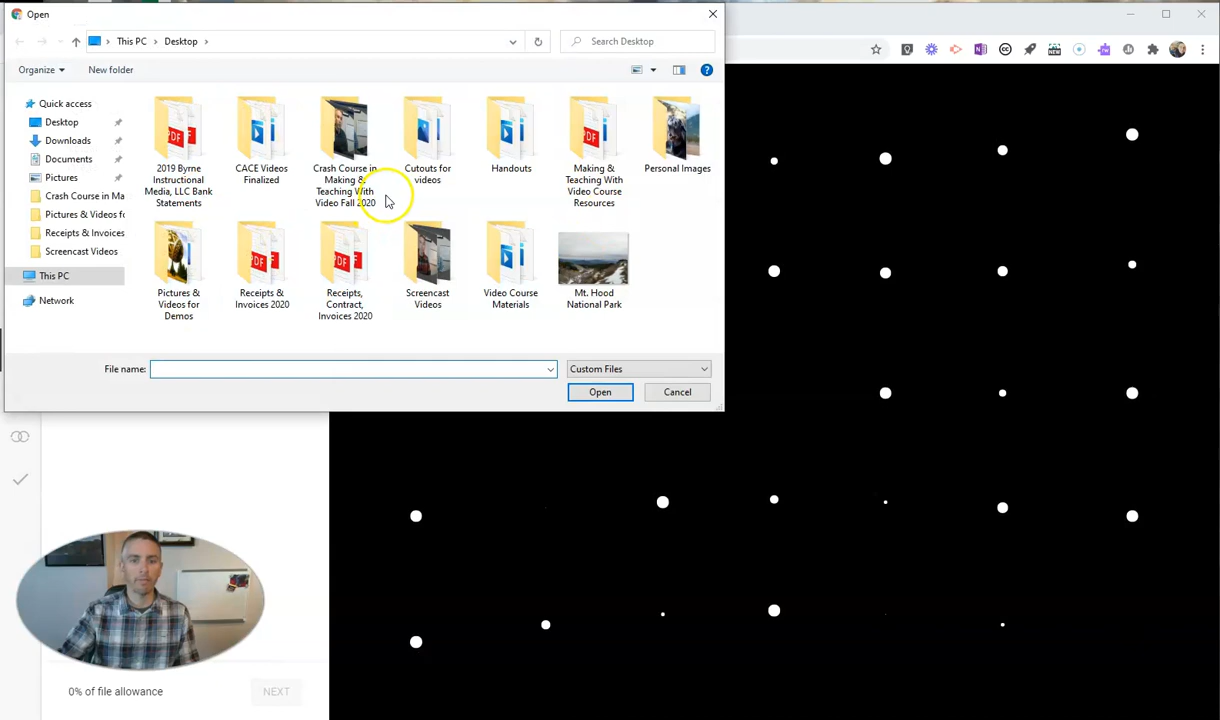 Open
This PC > Desktop >
Search Desktop
Organize
New folder
Quick access
Desktop
Downloads
Documents
Pictures
Crash Course in Ma
Pictures & Videos fo
Receipts & Invoices
Screencast Videos
This PC
Network
2019 Byrne
Instructional
Media, LLC Bank
Statements
CACE Videos
Finalized
Crash Course in
Making &
Teaching With
Video Fall 2020
Cutouts for
videos
Handouts
Making &
Teaching With
Video Course
Resources
Personal Images
Pictures &
Videos for
Demos
Receipts &
Invoices 2020
Receipts,
Contract,
Invoices 2020
Screencast
Videos
Video Course
Materials
Mt. Hood
National Park
File name:
Custom Files
Open
Cancel
0% of file allowance
NEXT